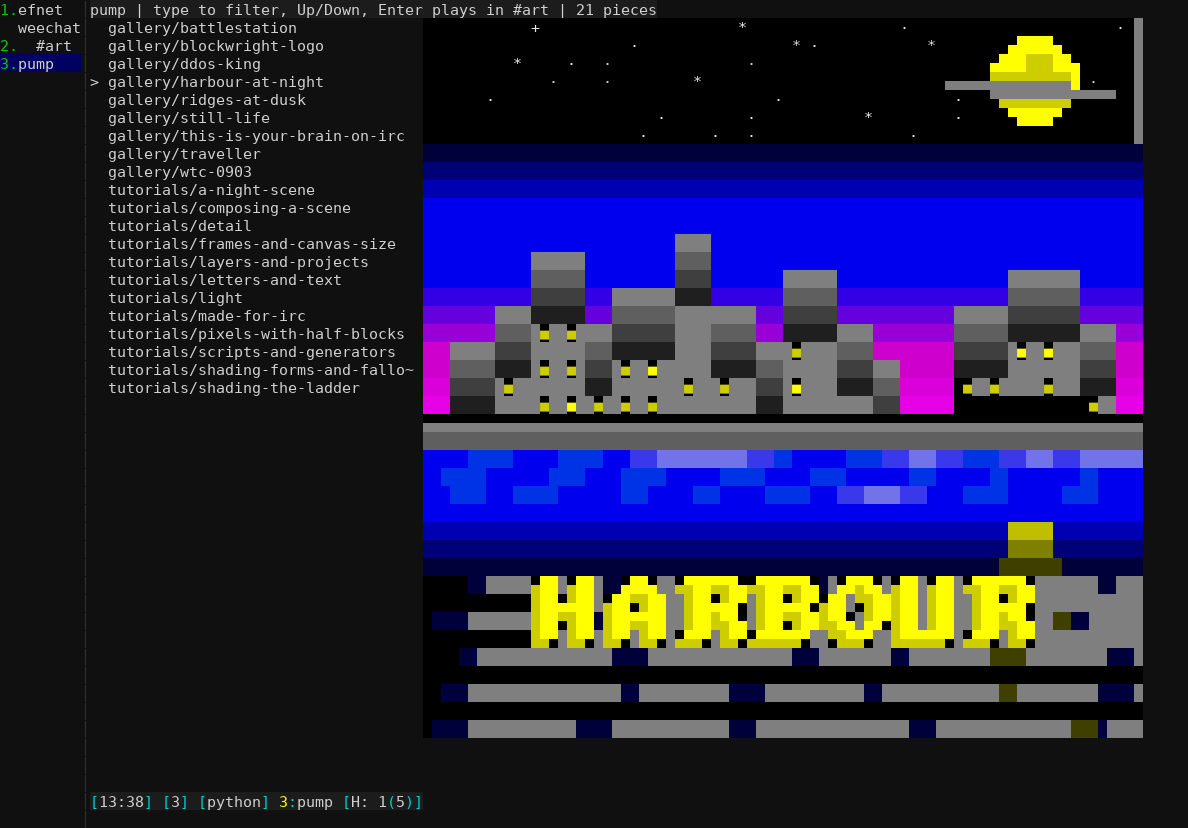 1.efnet
weechat
2. #art
3.pump
pump | type to filter, Up/Down, Enter plays in #art | 21 pieces
gallery/battlestation
gallery/blockwright-logo
gallery/ddos-king
> gallery/harbour-at-night
gallery/ridges-at-dusk
gallery/still-life
gallery/this-is-your-brain-on-irc
gallery/traveller
gallery/wtc-0903
tutorials/a-night-scene
tutorials/composing-a-scene
tutorials/detail
tutorials/frames-and-canvas-size
tutorials/layers-and-projects
tutorials/letters-and-text
tutorials/light
tutorials/made-for-irc
tutorials/pixels-with-half-blocks
tutorials/scripts-and-generators
tutorials/shading-forms-and-fallo~
tutorials/shading-the-ladder
HARBOUR
[13:38] [3] [python] 3:pump [H: 1(5)]